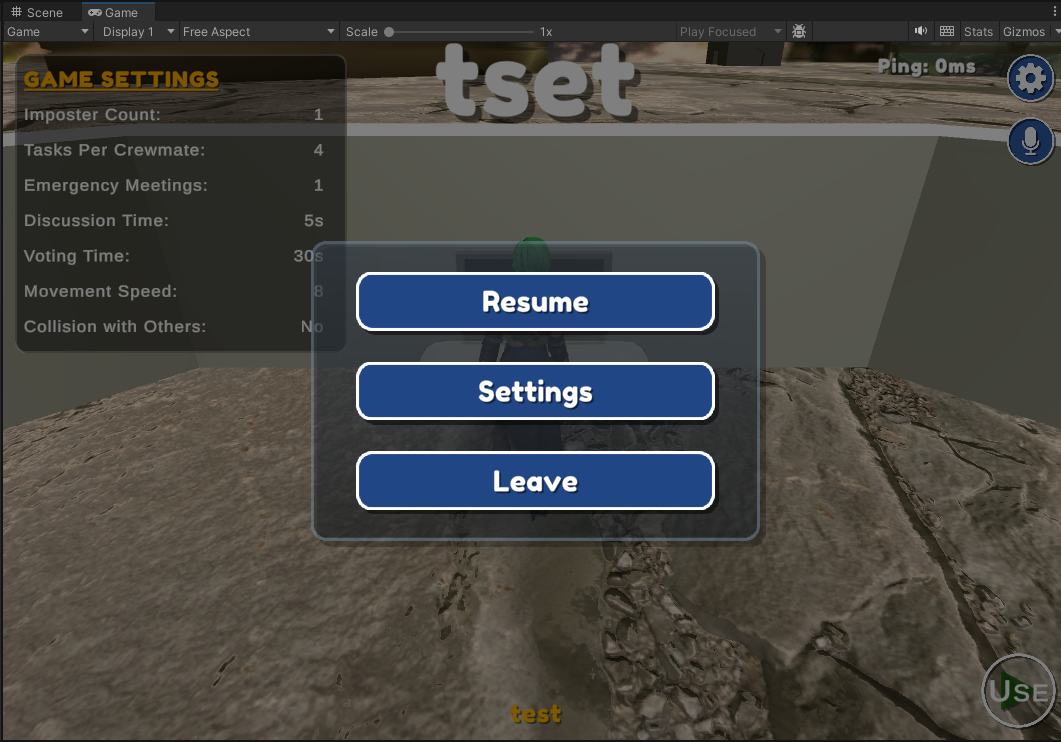 Scene Game
Game Display 1 Free Aspect Scale 1x Play Focused Stats Gizmos
tset
Ping: 0ms
GAME SETTINGS
Imposter Count: 1
Tasks Per Crewmate: 4
Emergency Meetings: 1
Discussion Time: 5s
Voting Time: 30s
Movement Speed: 8
Collision with Others: No
Resume
Settings
Leave
USE
test